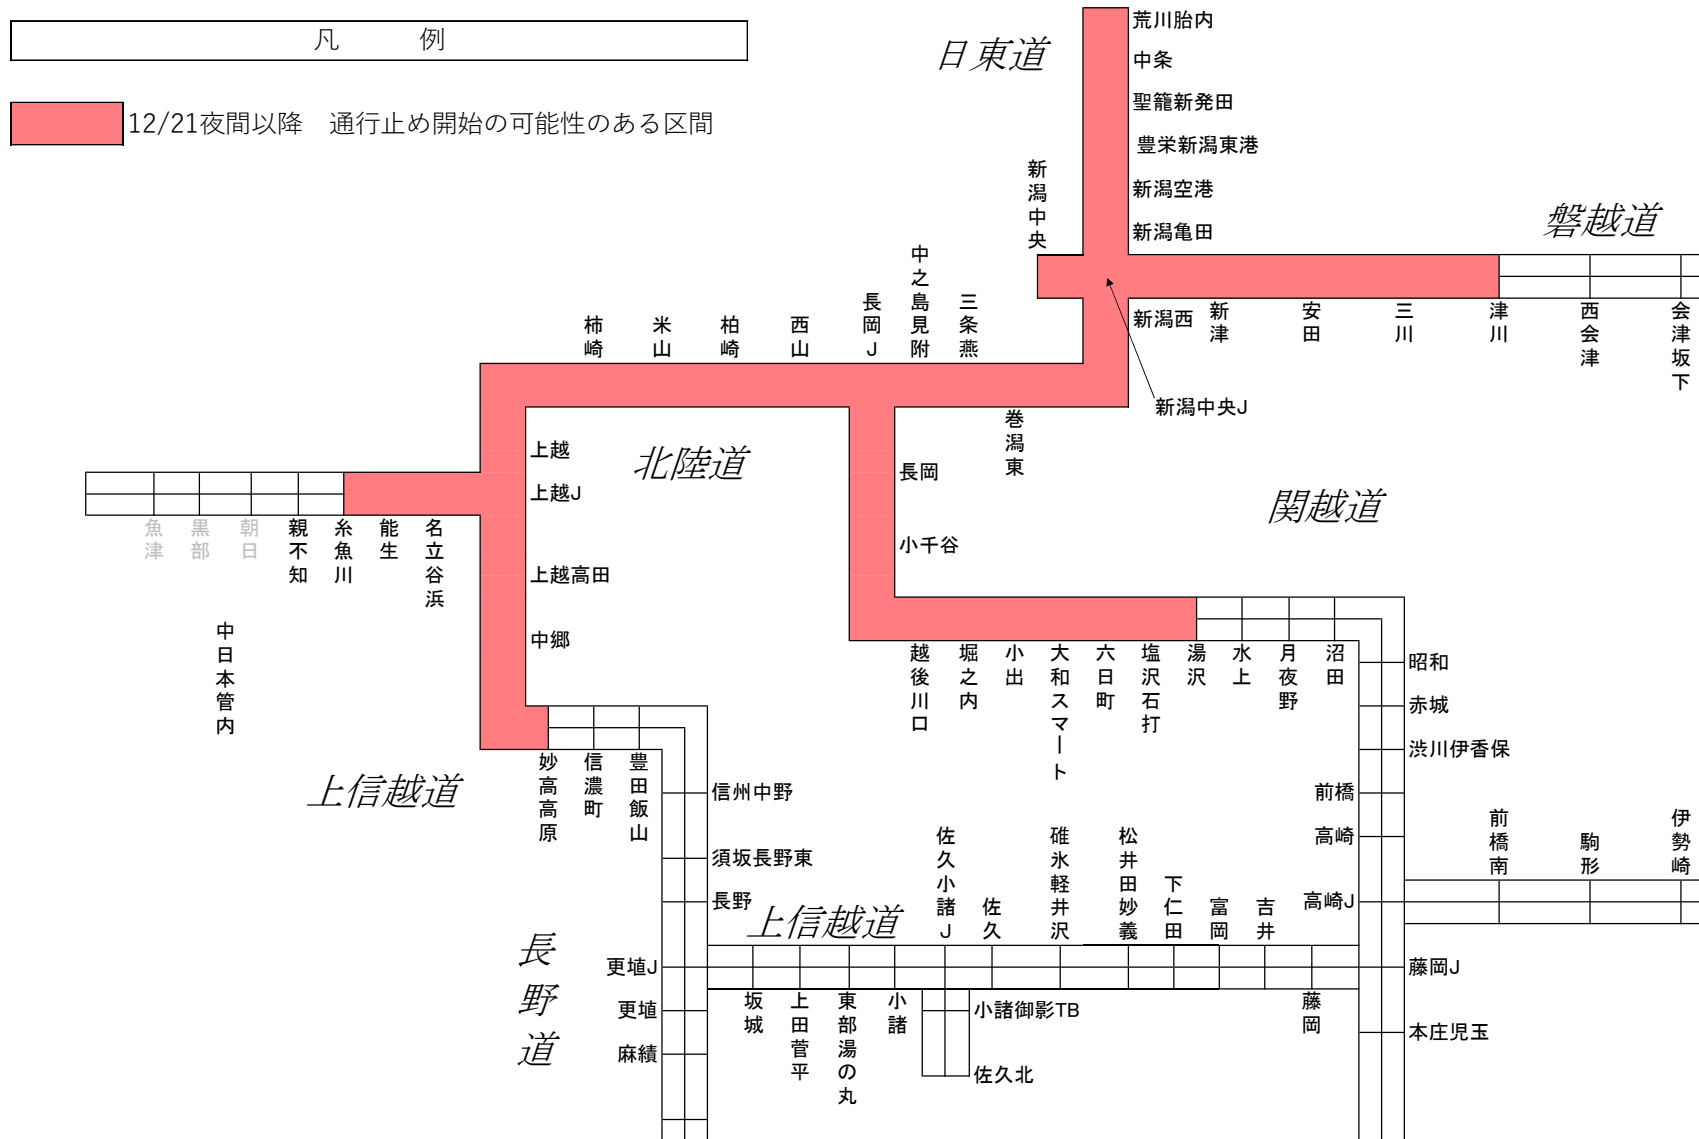 凡 例
12/21夜間以降 通行止め開始の可能性のある区間
日東道
荒川胎内
中条
聖籠新発田
豊栄新潟東港
新潟空港
新潟亀田
新潟中央
磐越道
新潟西
新津
安田
三川
津川
西会津
会津坂下
新潟中央J
柿崎
米山
柏崎
西山
長岡J
中之島見附
三条燕
巻潟東
北陸道
上越
上越J
上越高田
中郷
魚津
黒部
朝日
親不知
糸魚川
能生
名立谷浜
中日本管内
長岡
小千谷
関越道
越後川口
堀之内
小出
大和スマート
六日町
塩沢石打
湯沢
水上
月夜野
沼田
昭和
赤城
渋川伊香保
前橋
高崎
高崎J
前橋南
駒形
伊勢崎
藤岡J
本庄児玉
上信越道
妙高高原
信濃町
豊田飯山
信州中野
須坂長野東
長野
長野道
更埴J
更埴
麻績
上信越道
佐久小諸J
佐久
碓氷軽井沢
松井田妙義
下仁田
富岡
吉井
坂城
上田菅平
東部湯の丸
小諸
小諸御影TB
佐久北
藤岡